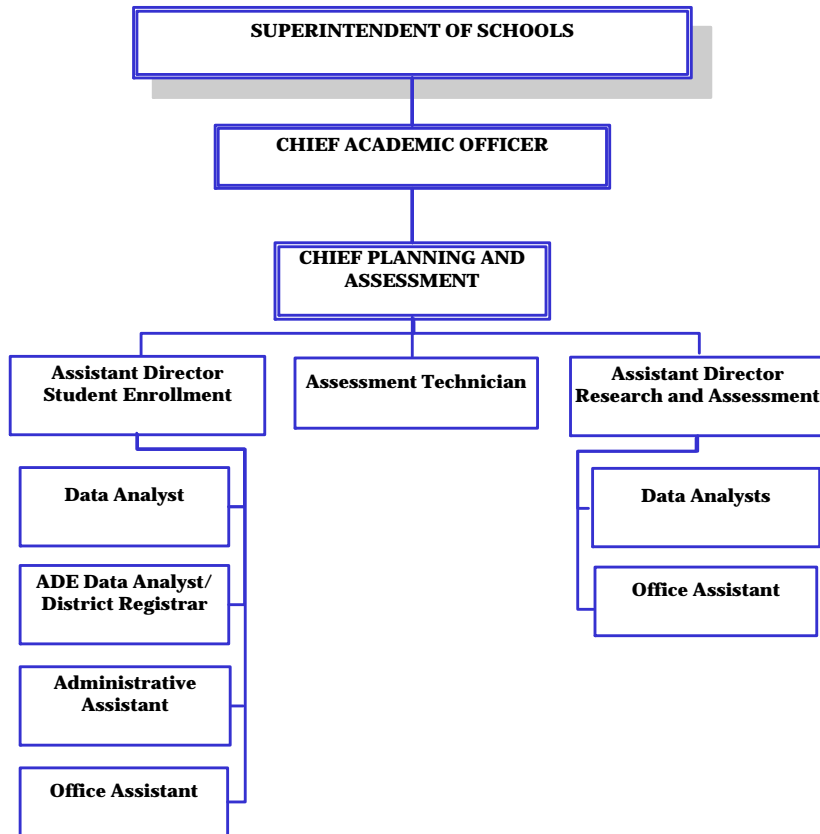 SUPERINTENDENT OF SCHOOLS
CHIEF ACADEMIC OFFICER
CHIEF PLANNING AND
ASSESSMENT
Assistant Director
Student Enrollment
Assessment Technician
Assistant Director
Research and Assessment
Data Analyst
ADE Data Analyst/
District Registrar
Administrative
Assistant
Office Assistant
Data Analysts
Office Assistant